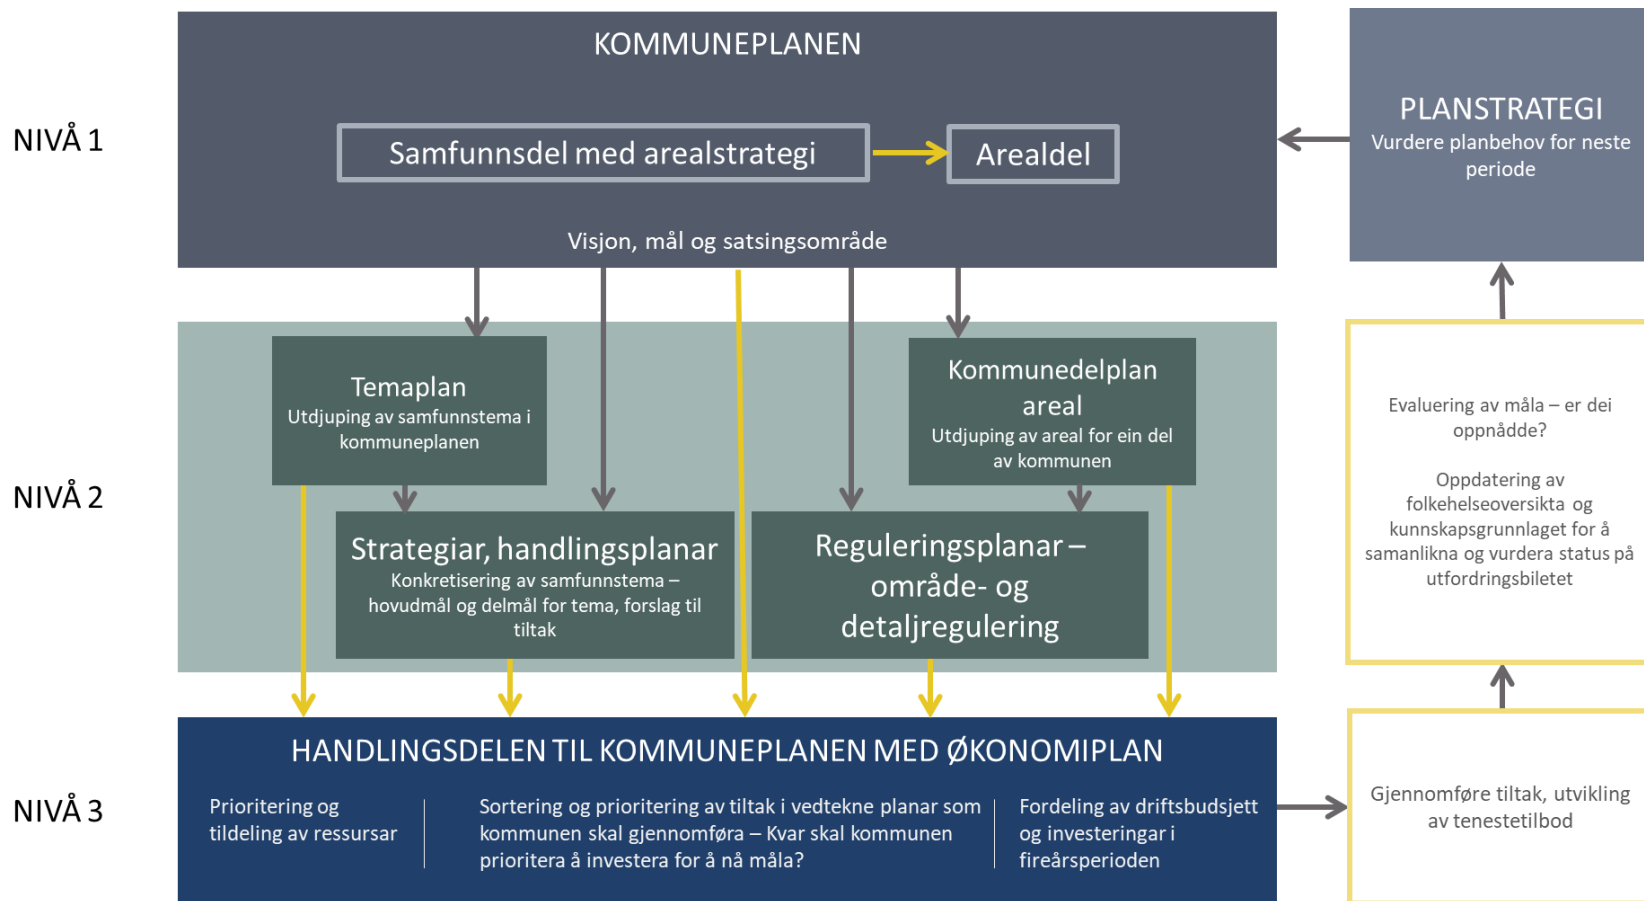 NIVÅ 1
KOMMUNEPLANEN
Samfunnsdel med arealstrategi
Arealdel
Visjon, mål og satsingsområde
PLANSTRATEGI
Vurdere planbehov for neste
periode
NIVÅ 2
Temaplan
Utdjuping av samfunnstema i
kommuneplanen
Kommunedelplan
areal
Utdjuping av areal for ein del
av kommunen
Strategiar, handlingsplanar
Konkretisering av samfunnstema –
hovudmål og delmål for tema, forslag til
tiltak
Reguleringsplanar –
område- og
detaljregulering
Evaluering av måla – er dei
oppnådde?
Oppdatering av
folkehelseoversikta og
kunnskapsgrunnlaget for å
samanlikna og vurdera status på
utfordringsbiletet
NIVÅ 3
HANDLINGSDELEN TIL KOMMUNEPLANEN MED ØKONOMIPLAN
Prioritering og
tildeling av ressursar
Sortering og prioritering av tiltak i vedtekne planar som
kommunen skal gjennomføra – Kvar skal kommunen
prioritera å investera for å nå måla?
Fordeling av driftsbudsjett
og investeringar i
fireårsperioden
Gjennomføre tiltak, utvikling
av tenestetilbod